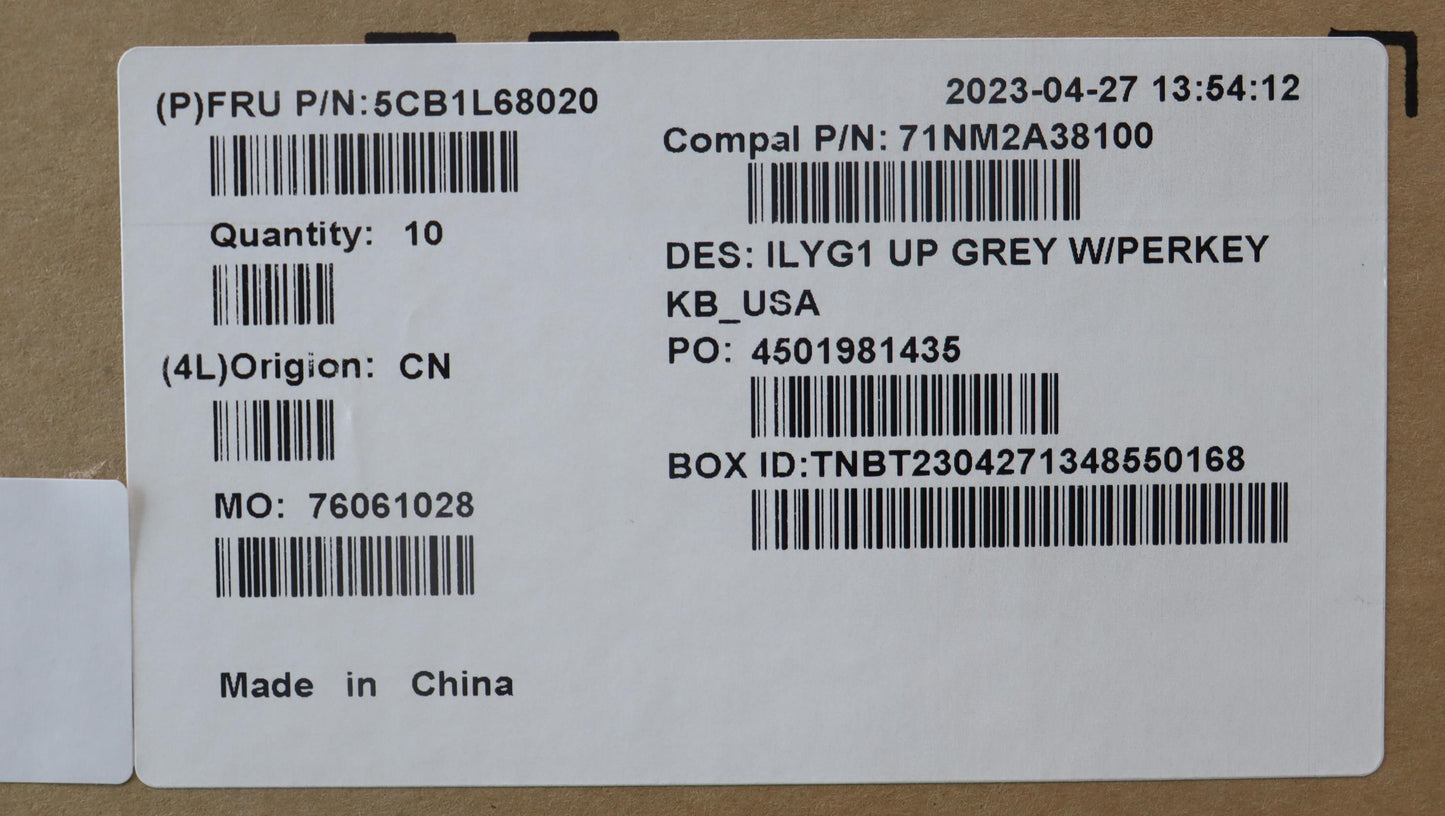 (P)FRU P/N:5CB1L68020
Quantity: 10
(4L)Origion: CN
MO: 76061028
Made in China
2023-04-27 13:54:12
Compal P/N: 71NM2A38100
DES: ILYG1 UP GREY W/PERKEY
KB_USA
PO: 4501981435
BOX ID:TNBT2304271348550168